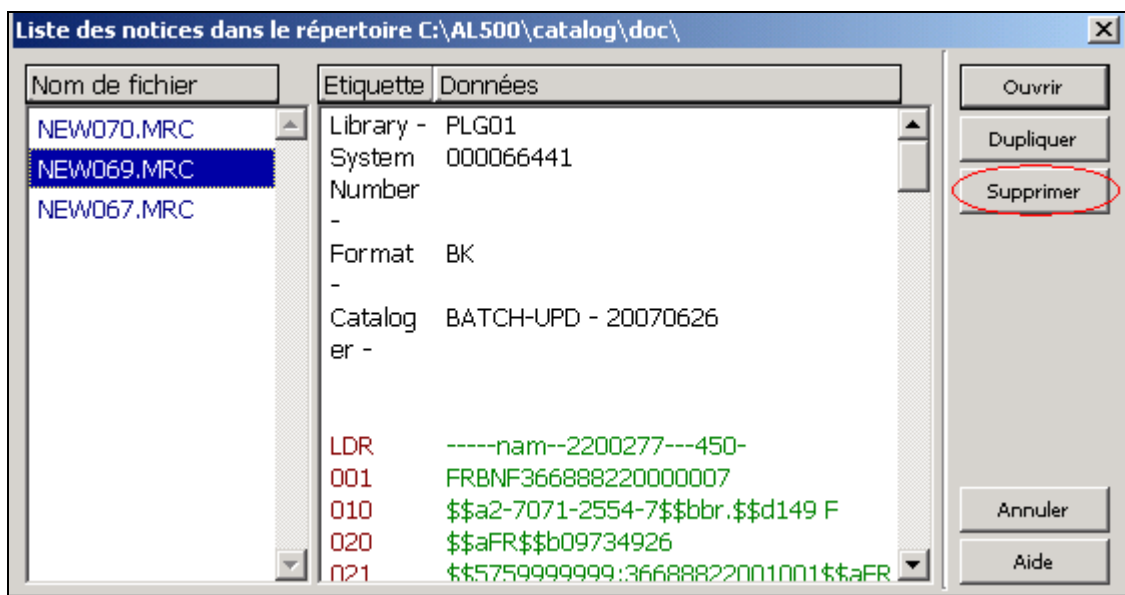 Liste des notices dans le répertoire C:\AL500\catalog\doc\
Nom de fichier
NEW070.MRC
NEW069.MRC
NEW067.MRC
Etiquette Données
Library - PLG01
System 000066441
Number
-
Format BK
-
Catalog BATCH-UPD - 20070626
er -
LDR -----nam--2200277---450-
001 FRBNF366888220000007
010 $$a2-7071-2554-7$$bbr.$$d149 F
020 $$aFR$$b09734926
021 $$5759999999:36688822001001$$aFR
Ouvrir
Dupliquer
Supprimer
Annuler
Aide